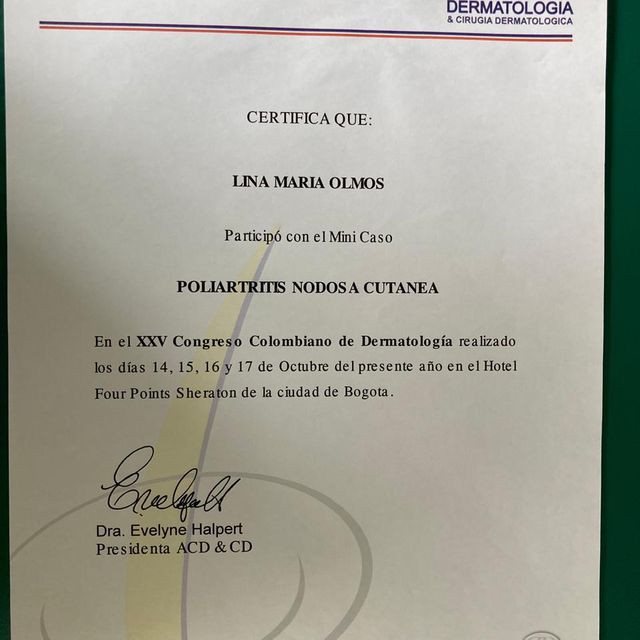 DERMATOLOGIA
& CIRUGIA DERMATOLOGICA
CERTIFICA QUE:
LINA MARIA OLMOS
Participó con el Mini Caso
POLIARTRITIS NODOSA CUTANEA
En el XXV Congreso Colombiano de Dermatología realizado
los días 14, 15, 16 y 17 de Octubre del presente año en el Hotel
Four Points Sheraton de la ciudad de Bogota.
Dra. Evelyne Halpert
Presidenta ACD & CD